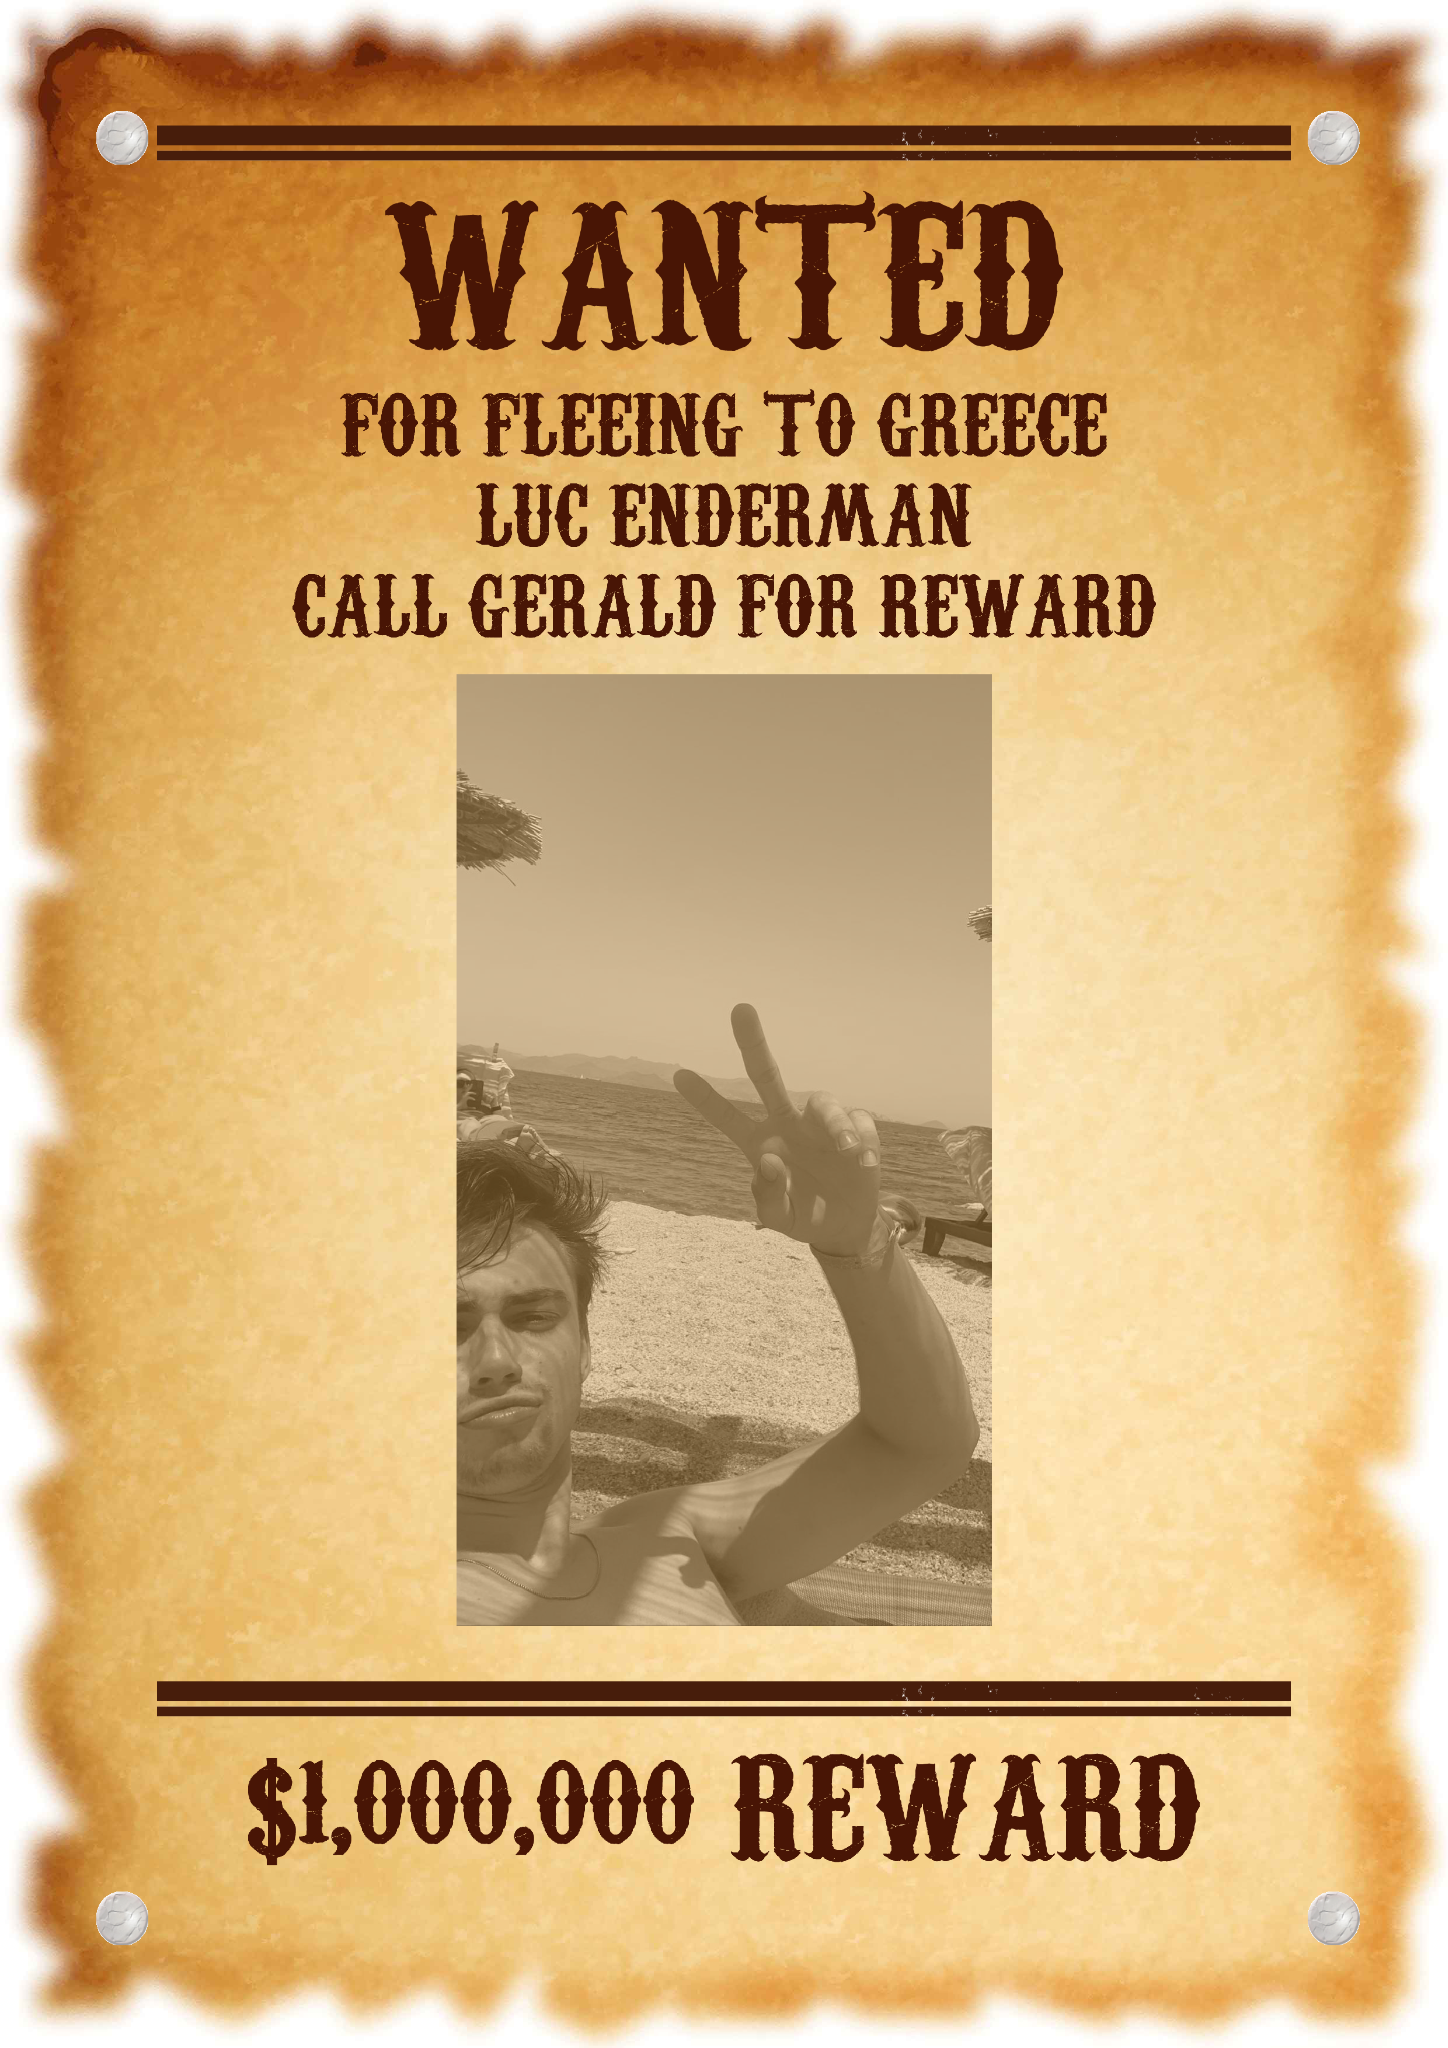 WANTED
FOR FLEEING TO GREECE
LUC ENDERMAN
CALL GERALD FOR REWARD
$1,000,000 REWARD